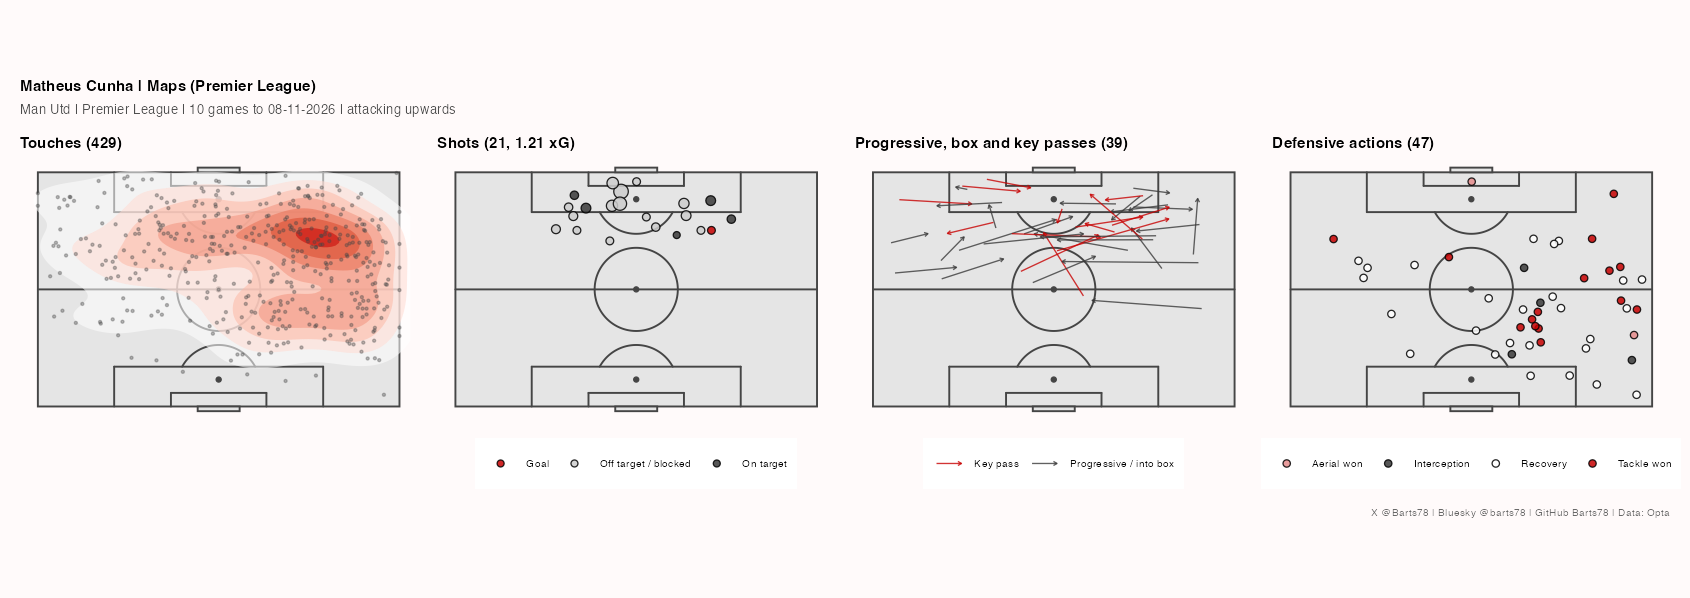 Matheus Cunha | Maps (Premier League)
Man Utd | Premier League | 10 games to 08-11-2026 | attacking upwards
Touches (429)
Shots (21, 1.21 xG)
Progressive, box and key passes (39)
Defensive actions (47)
Goal
Off target / blocked
On target
Key pass
Progressive / into box
Aerial won
Interception
Recovery
Tackle won
X @Barts78 | Bluesky @barts78 | GitHub Barts78 | Data: Opta